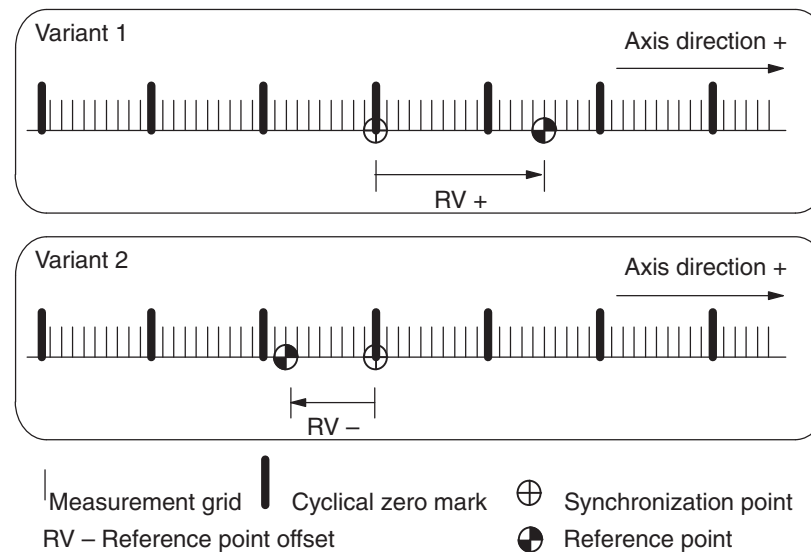 Variant 1
Axis direction +
RV +
Variant 2
Axis direction +
RV –
Measurement grid
Cyclical zero mark
Synchronization point
RV – Reference point offset
Reference point